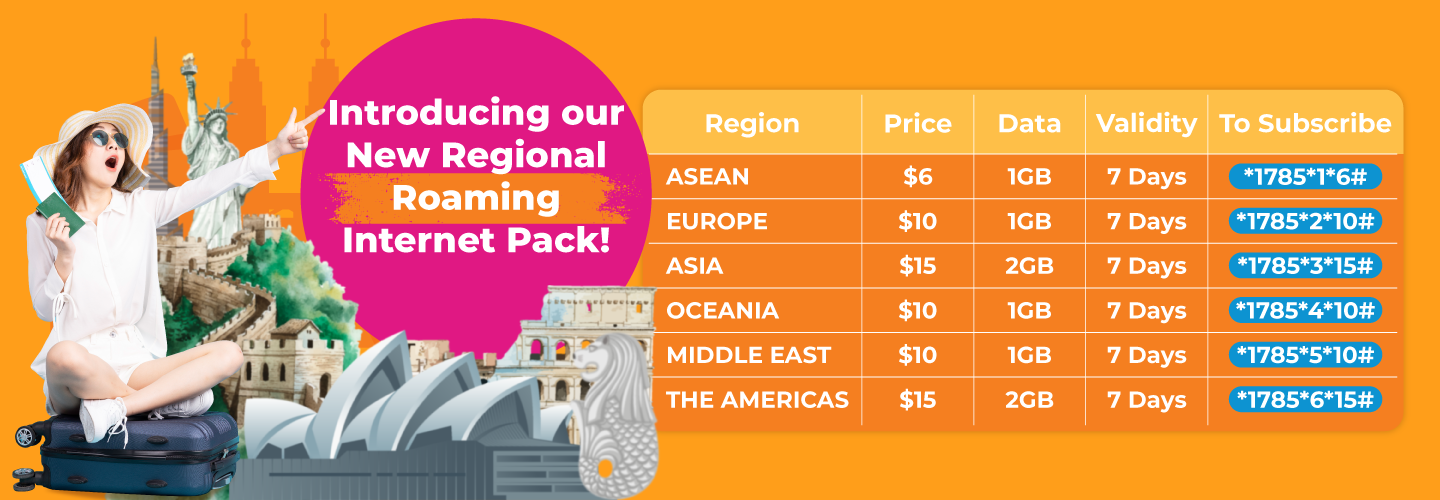 Introducing our
New Regional
Roaming
Internet Pack!
Region Price Data Validity To Subscribe
ASEAN $6 1GB 7 Days *1785*1*6#
EUROPE $10 1GB 7 Days *1785*2*10#
ASIA $15 2GB 7 Days *1785*3*15#
OCEANIA $10 1GB 7 Days *1785*4*10#
MIDDLE EAST $10 1GB 7 Days *1785*5*10#
THE AMERICAS $15 2GB 7 Days *1785*6*15#